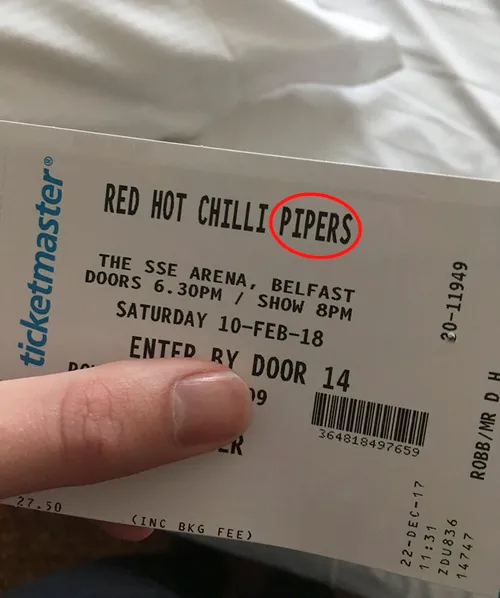 ticketmaster®
RED HOT CHILLI PIPERS
THE SSE ARENA, BELFAST
DOORS 6.30PM / SHOW 8PM
SATURDAY 10-FEB-18
ENTER BY DOOR 14
364818497659
27.50
(INC BKG FEE)
20-11949
ROBB/MR D H
22-DEC-17
11:31
ZDU836
14747